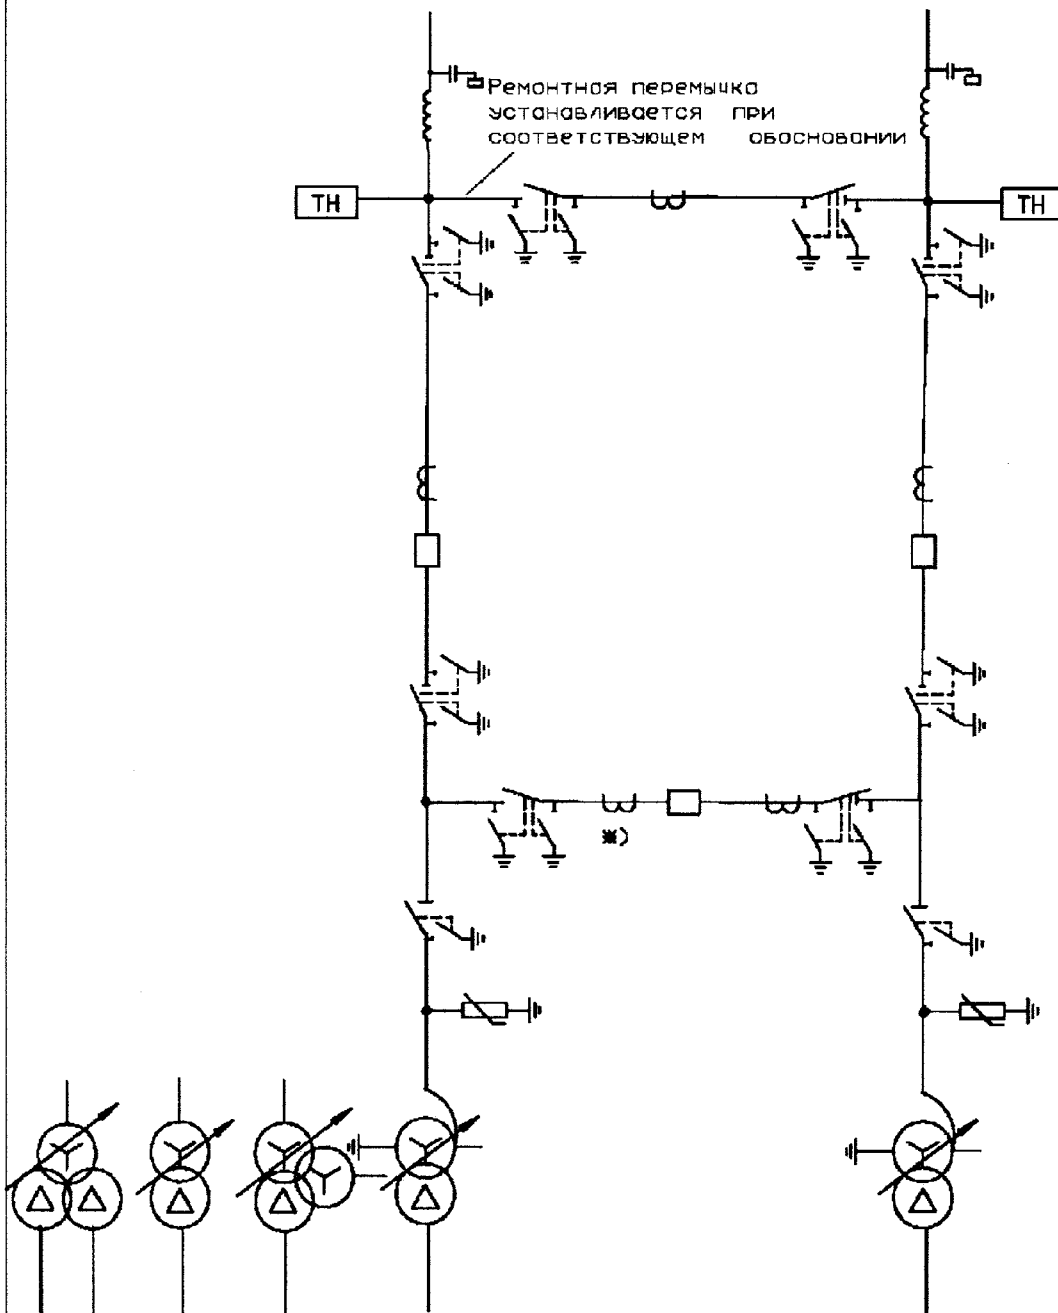 Ремонтная перемычка
устанавливается при
соответствующем обосновании
ТН
ТН
ж)